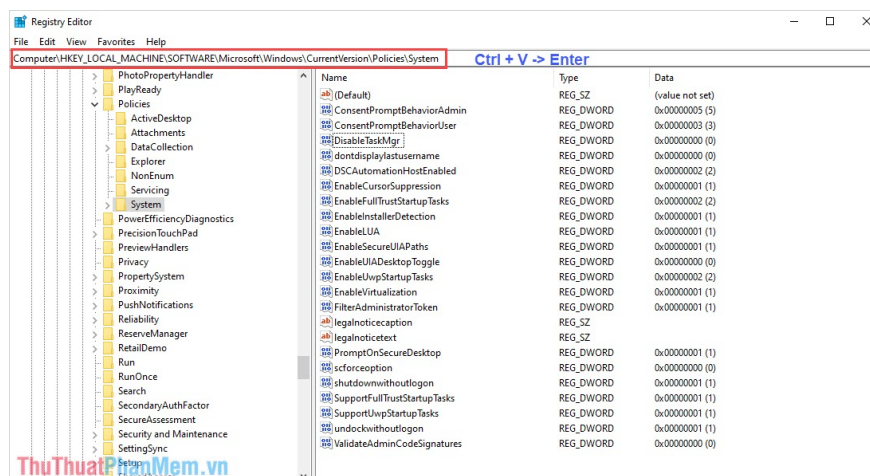 Registry Editor
File Edit View Favorites Help
Computer\HKEY_LOCAL_MACHINE\SOFTWARE\Microsoft\Windows\CurrentVersion\Policies\System Ctrl + V -> Enter
PhotoPropertyHandler
PlayReady
Policies
ActiveDesktop
Attachments
DataCollection
Explorer
NonEnum
Servicing
System
PowerEfficiencyDiagnostics
PrecisionTouchPad
PreviewHandlers
Privacy
PropertySystem
Proximity
PushNotifications
Reliability
ReserveManager
RetailDemo
Run
RunOnce
Search
SecondaryAuthFactor
SecureAssessment
Security and Maintenance
SettingSync
Setup
Name Type Data
(Default) REG_SZ (value not set)
ConsentPromptBehaviorAdmin REG_DWORD 0x00000005 (5)
ConsentPromptBehaviorUser REG_DWORD 0x00000003 (3)
DisableTaskMgr REG_DWORD 0x00000000 (0)
dontdisplaylastusername REG_DWORD 0x00000000 (0)
DSCAutomationHostEnabled REG_DWORD 0x00000002 (2)
EnableCursorSuppression REG_DWORD 0x00000001 (1)
EnableFullTrustStartupTasks REG_DWORD 0x00000002 (2)
EnableInstallerDetection REG_DWORD 0x00000001 (1)
EnableLUA REG_DWORD 0x00000001 (1)
EnableSecureUIAPaths REG_DWORD 0x00000001 (1)
EnableUIADesktopToggle REG_DWORD 0x00000000 (0)
EnableUwpStartupTasks REG_DWORD 0x00000002 (2)
EnableVirtualization REG_DWORD 0x00000001 (1)
FilterAdministratorToken REG_DWORD 0x00000001 (1)
legalnoticecaption REG_SZ
legalnoticetext REG_SZ
PromptOnSecureDesktop REG_DWORD 0x00000001 (1)
scforceoption REG_DWORD 0x00000000 (0)
shutdownwithoutlogon REG_DWORD 0x00000001 (1)
SupportFullTrustStartupTasks REG_DWORD 0x00000001 (1)
SupportUwpStartupTasks REG_DWORD 0x00000001 (1)
undockwithoutlogon REG_DWORD 0x00000001 (1)
ValidateAdminCodeSignatures REG_DWORD 0x00000000 (0)
ThuThuatPhanMem.vn